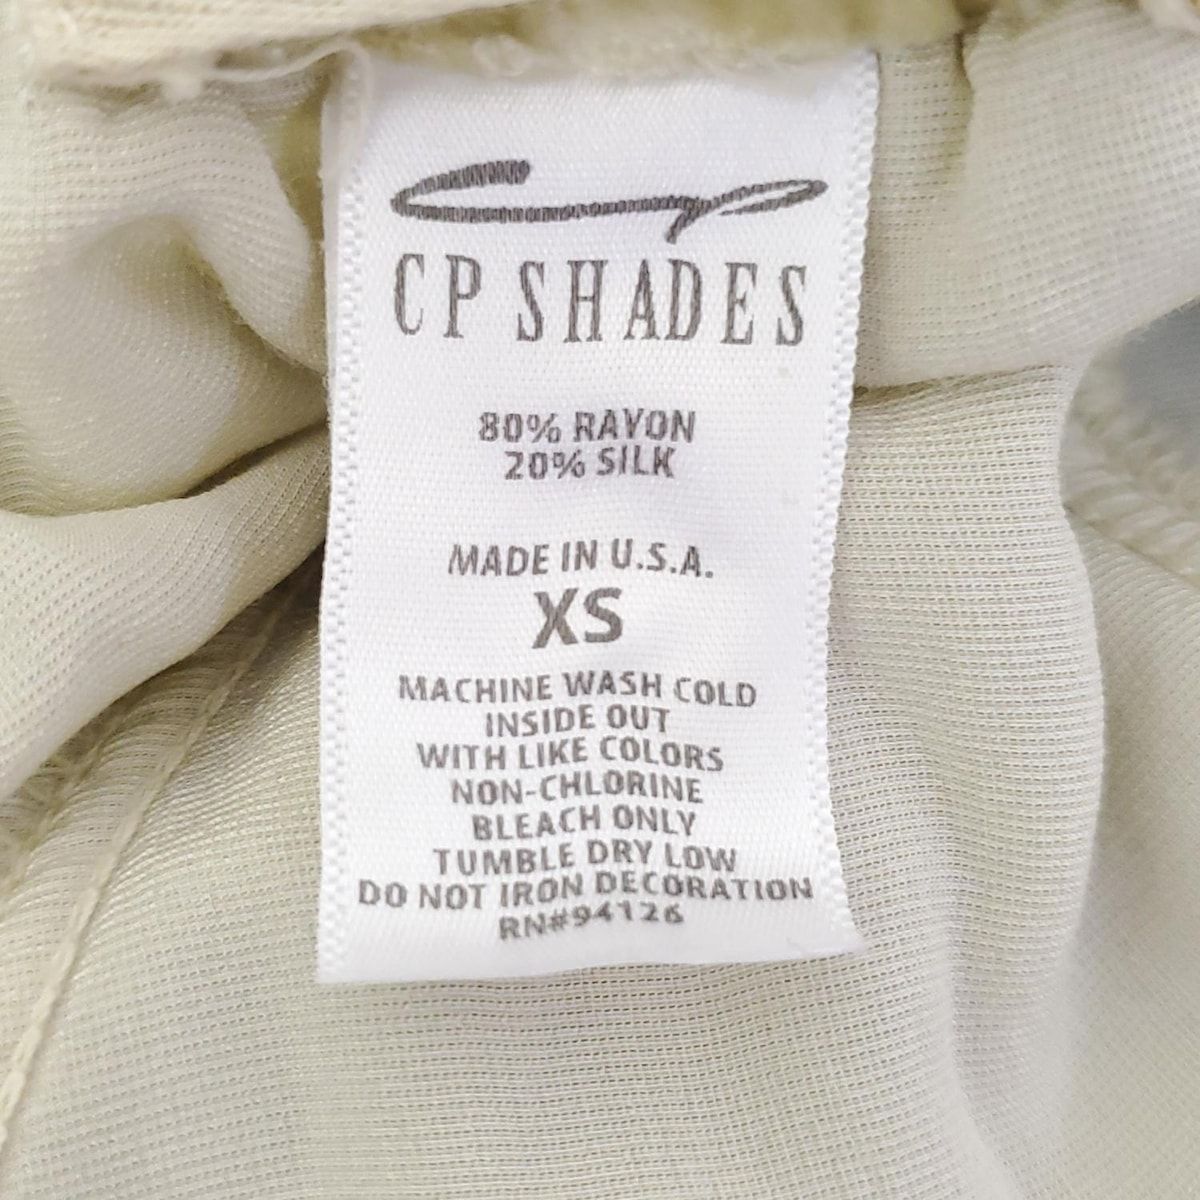 CP
CP SHADES
80% RAYON
20% SILK
MADE IN U.S.A.
XS
MACHINE WASH COLD
INSIDE OUT
WITH LIKE COLORS
NON-CHLORINE
BLEACH ONLY
TUMBLE DRY LOW
DO NOT IRON DECORATION
RN#94126